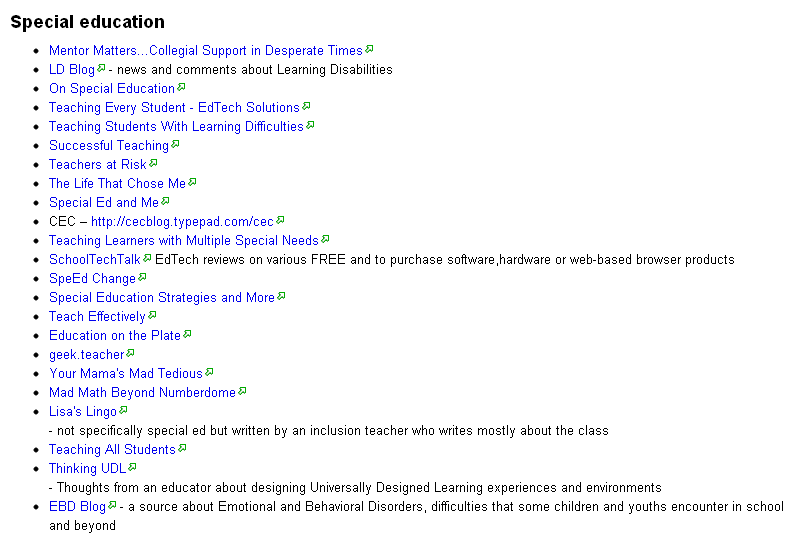 Special education
Mentor Matters...Collegial Support in Desperate Times
LD Blog - news and comments about Learning Disabilities
On Special Education
Teaching Every Student - EdTech Solutions
Teaching Students With Learning Difficulties
Successful Teaching
Teachers at Risk
The Life That Chose Me
Special Ed and Me
CEC – http://cecblog.typepad.com/cec
Teaching Learners with Multiple Special Needs
SchoolTechTalk EdTech reviews on various FREE and to purchase software,hardware or web-based browser products
SpeEd Change
Special Education Strategies and More
Teach Effectively
Education on the Plate
geek.teacher
Your Mama's Mad Tedious
Mad Math Beyond Numberdome
Lisa's Lingo
- not specifically special ed but written by an inclusion teacher who writes mostly about the class
Teaching All Students
Thinking UDL
- Thoughts from an educator about designing Universally Designed Learning experiences and environments
EBD Blog - a source about Emotional and Behavioral Disorders, difficulties that some children and youths encounter in school
and beyond